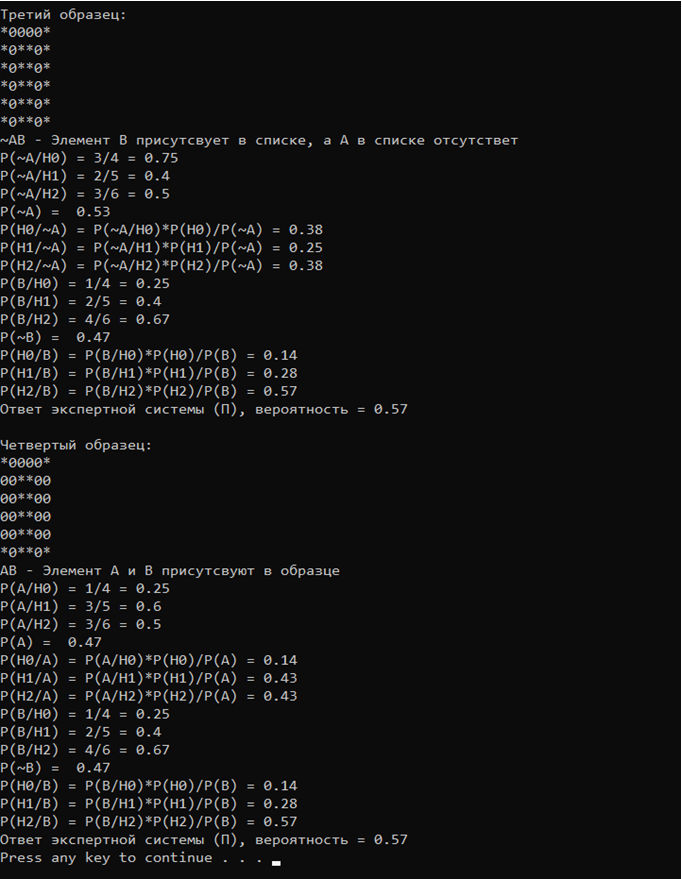 Третий образец:
*0000*
*0**0*
*0**0*
*0**0*
*0**0*
*0**0*
~AB - Элемент B присутсвует в списке, а A в списке отсутствет
P(~A/H0) = 3/4 = 0.75
P(~A/H1) = 2/5 = 0.4
P(~A/H2) = 3/6 = 0.5
P(~A) =  0.53
P(H0/~A) = P(~A/H0)*P(H0)/P(~A) = 0.38
P(H1/~A) = P(~A/H1)*P(H1)/P(~A) = 0.25
P(H2/~A) = P(~A/H2)*P(H2)/P(~A) = 0.38
P(B/H0) = 1/4 = 0.25
P(B/H1) = 2/5 = 0.4
P(B/H2) = 4/6 = 0.67
P(~B) =  0.47
P(H0/B) = P(B/H0)*P(H0)/P(B) = 0.14
P(H1/B) = P(B/H1)*P(H1)/P(B) = 0.28
P(H2/B) = P(B/H2)*P(H2)/P(B) = 0.57
Ответ экспертной системы (П), вероятность = 0.57

Четвертый образец:
*0000*
00**00
00**00
00**00
00**00
*0**0*
AB - Элемент A и B присутсвуют в образце
P(A/H0) = 1/4 = 0.25
P(A/H1) = 3/5 = 0.6
P(A/H2) = 3/6 = 0.5
P(A) =  0.47
P(H0/A) = P(A/H0)*P(H0)/P(A) = 0.14
P(H1/A) = P(A/H1)*P(H1)/P(A) = 0.43
P(H2/A) = P(A/H2)*P(H2)/P(A) = 0.43
P(B/H0) = 1/4 = 0.25
P(B/H1) = 2/5 = 0.4
P(B/H2) = 4/6 = 0.67
P(~B) =  0.47
P(H0/B) = P(B/H0)*P(H0)/P(B) = 0.14
P(H1/B) = P(B/H1)*P(H1)/P(B) = 0.28
P(H2/B) = P(B/H2)*P(H2)/P(B) = 0.57
Ответ экспертной системы (П), вероятность = 0.57
Press any key to continue . . .